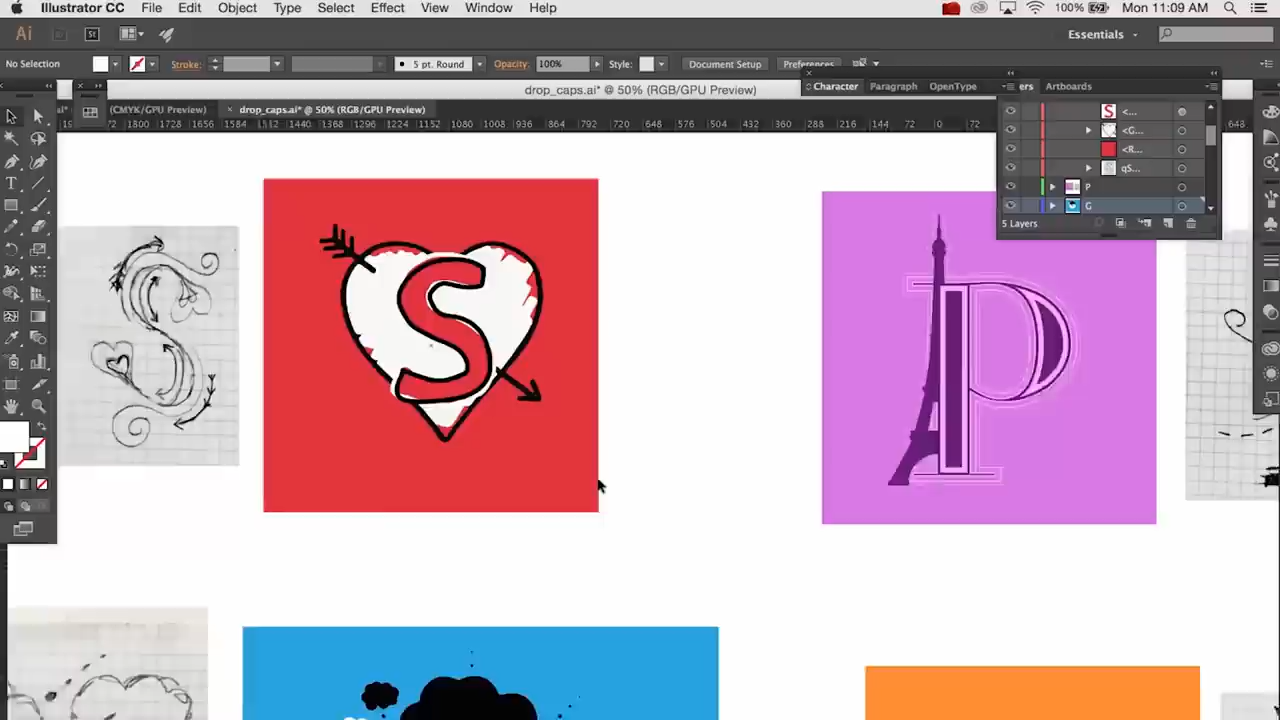 Illustrator CC File Edit Object Type Select Effect View Window Help 100% Mon 11:09 AM
Ai St Essentials
No Selection Stroke: 5 pt. Round Opacity: 100% Style: Document Setup Preferences
drop_caps.ai* @ 50% (RGB/GPU Preview)
Character Paragraph OpenType ers Artboards
(CMYK/GPU Preview) × drop_caps.ai* @ 50% (RGB/GPU Preview)
1800 1728 1656 1584 1512 1440 1368 1296 1224 1152 1080 1008 936 864 792 720 648 576 504 432 360 288 216 144 72 0 72 648
<...
<G...
<R...
qS...
P
G
5 Layers
S
P